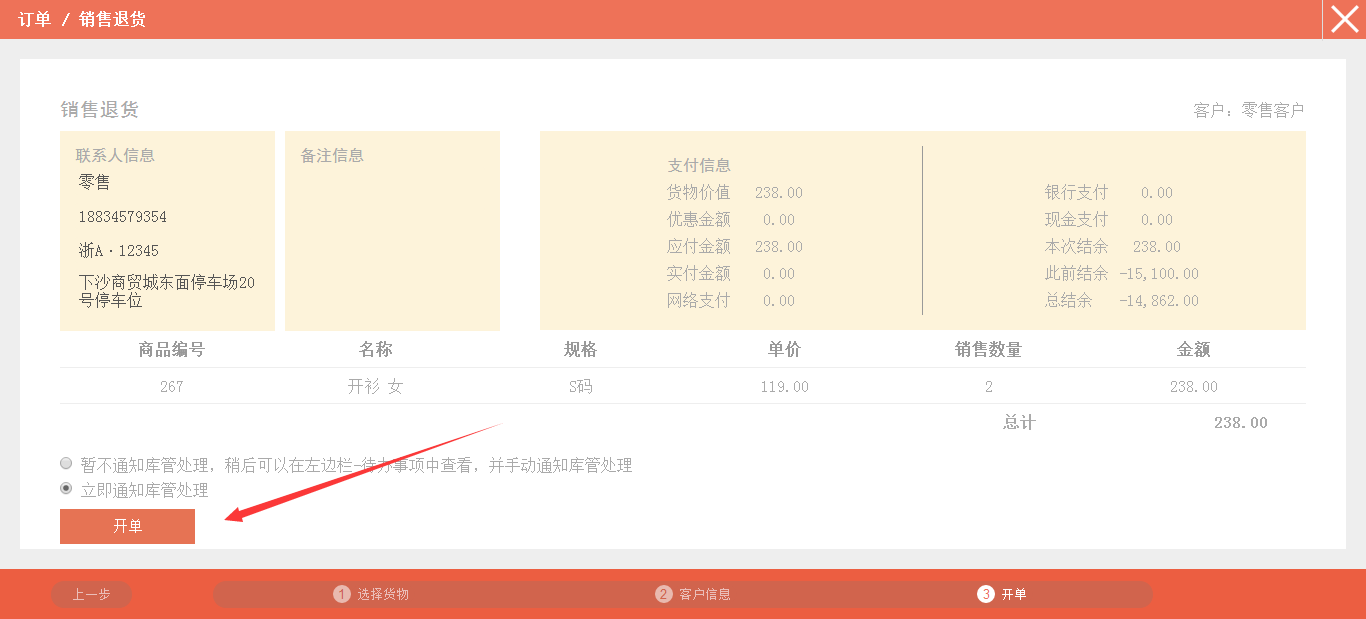 订单 / 销售退货
销售退货
客户：零售客户
联系人信息
零售
18834579354
浙A·12345
下沙商贸城东面停车场20
号停车位
备注信息
支付信息
货物价值 238.00
优惠金额 0.00
应付金额 238.00
实付金额 0.00
网络支付 0.00
银行支付 0.00
现金支付 0.00
本次结余 238.00
此前结余 -15,100.00
总结余 -14,862.00
商品编号 名称 规格 单价 销售数量 金额
267 开衫 女 S码 119.00 2 238.00
总计 238.00
暂不通知库管处理，稍后可以在左边栏-待办事项中查看，并手动通知库管处理
立即通知库管处理
开单
上一步 1 选择货物 2 客户信息 3 开单